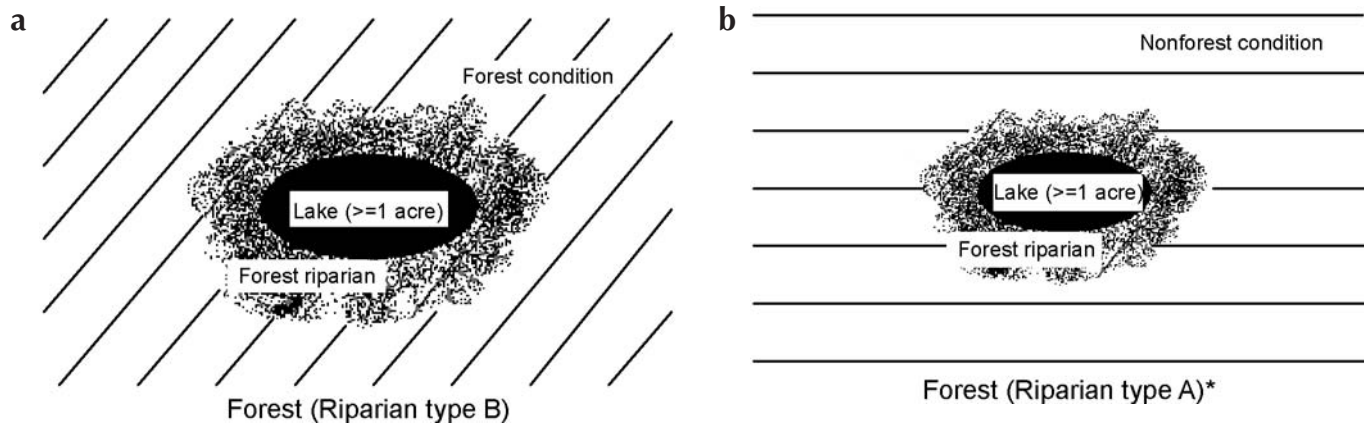 a
Forest condition
Lake (>=1 acre)
Forest riparian
Forest (Riparian type B)
b
Nonforest condition
Lake (>=1 acre)
Forest riparian
Forest (Riparian type A)*